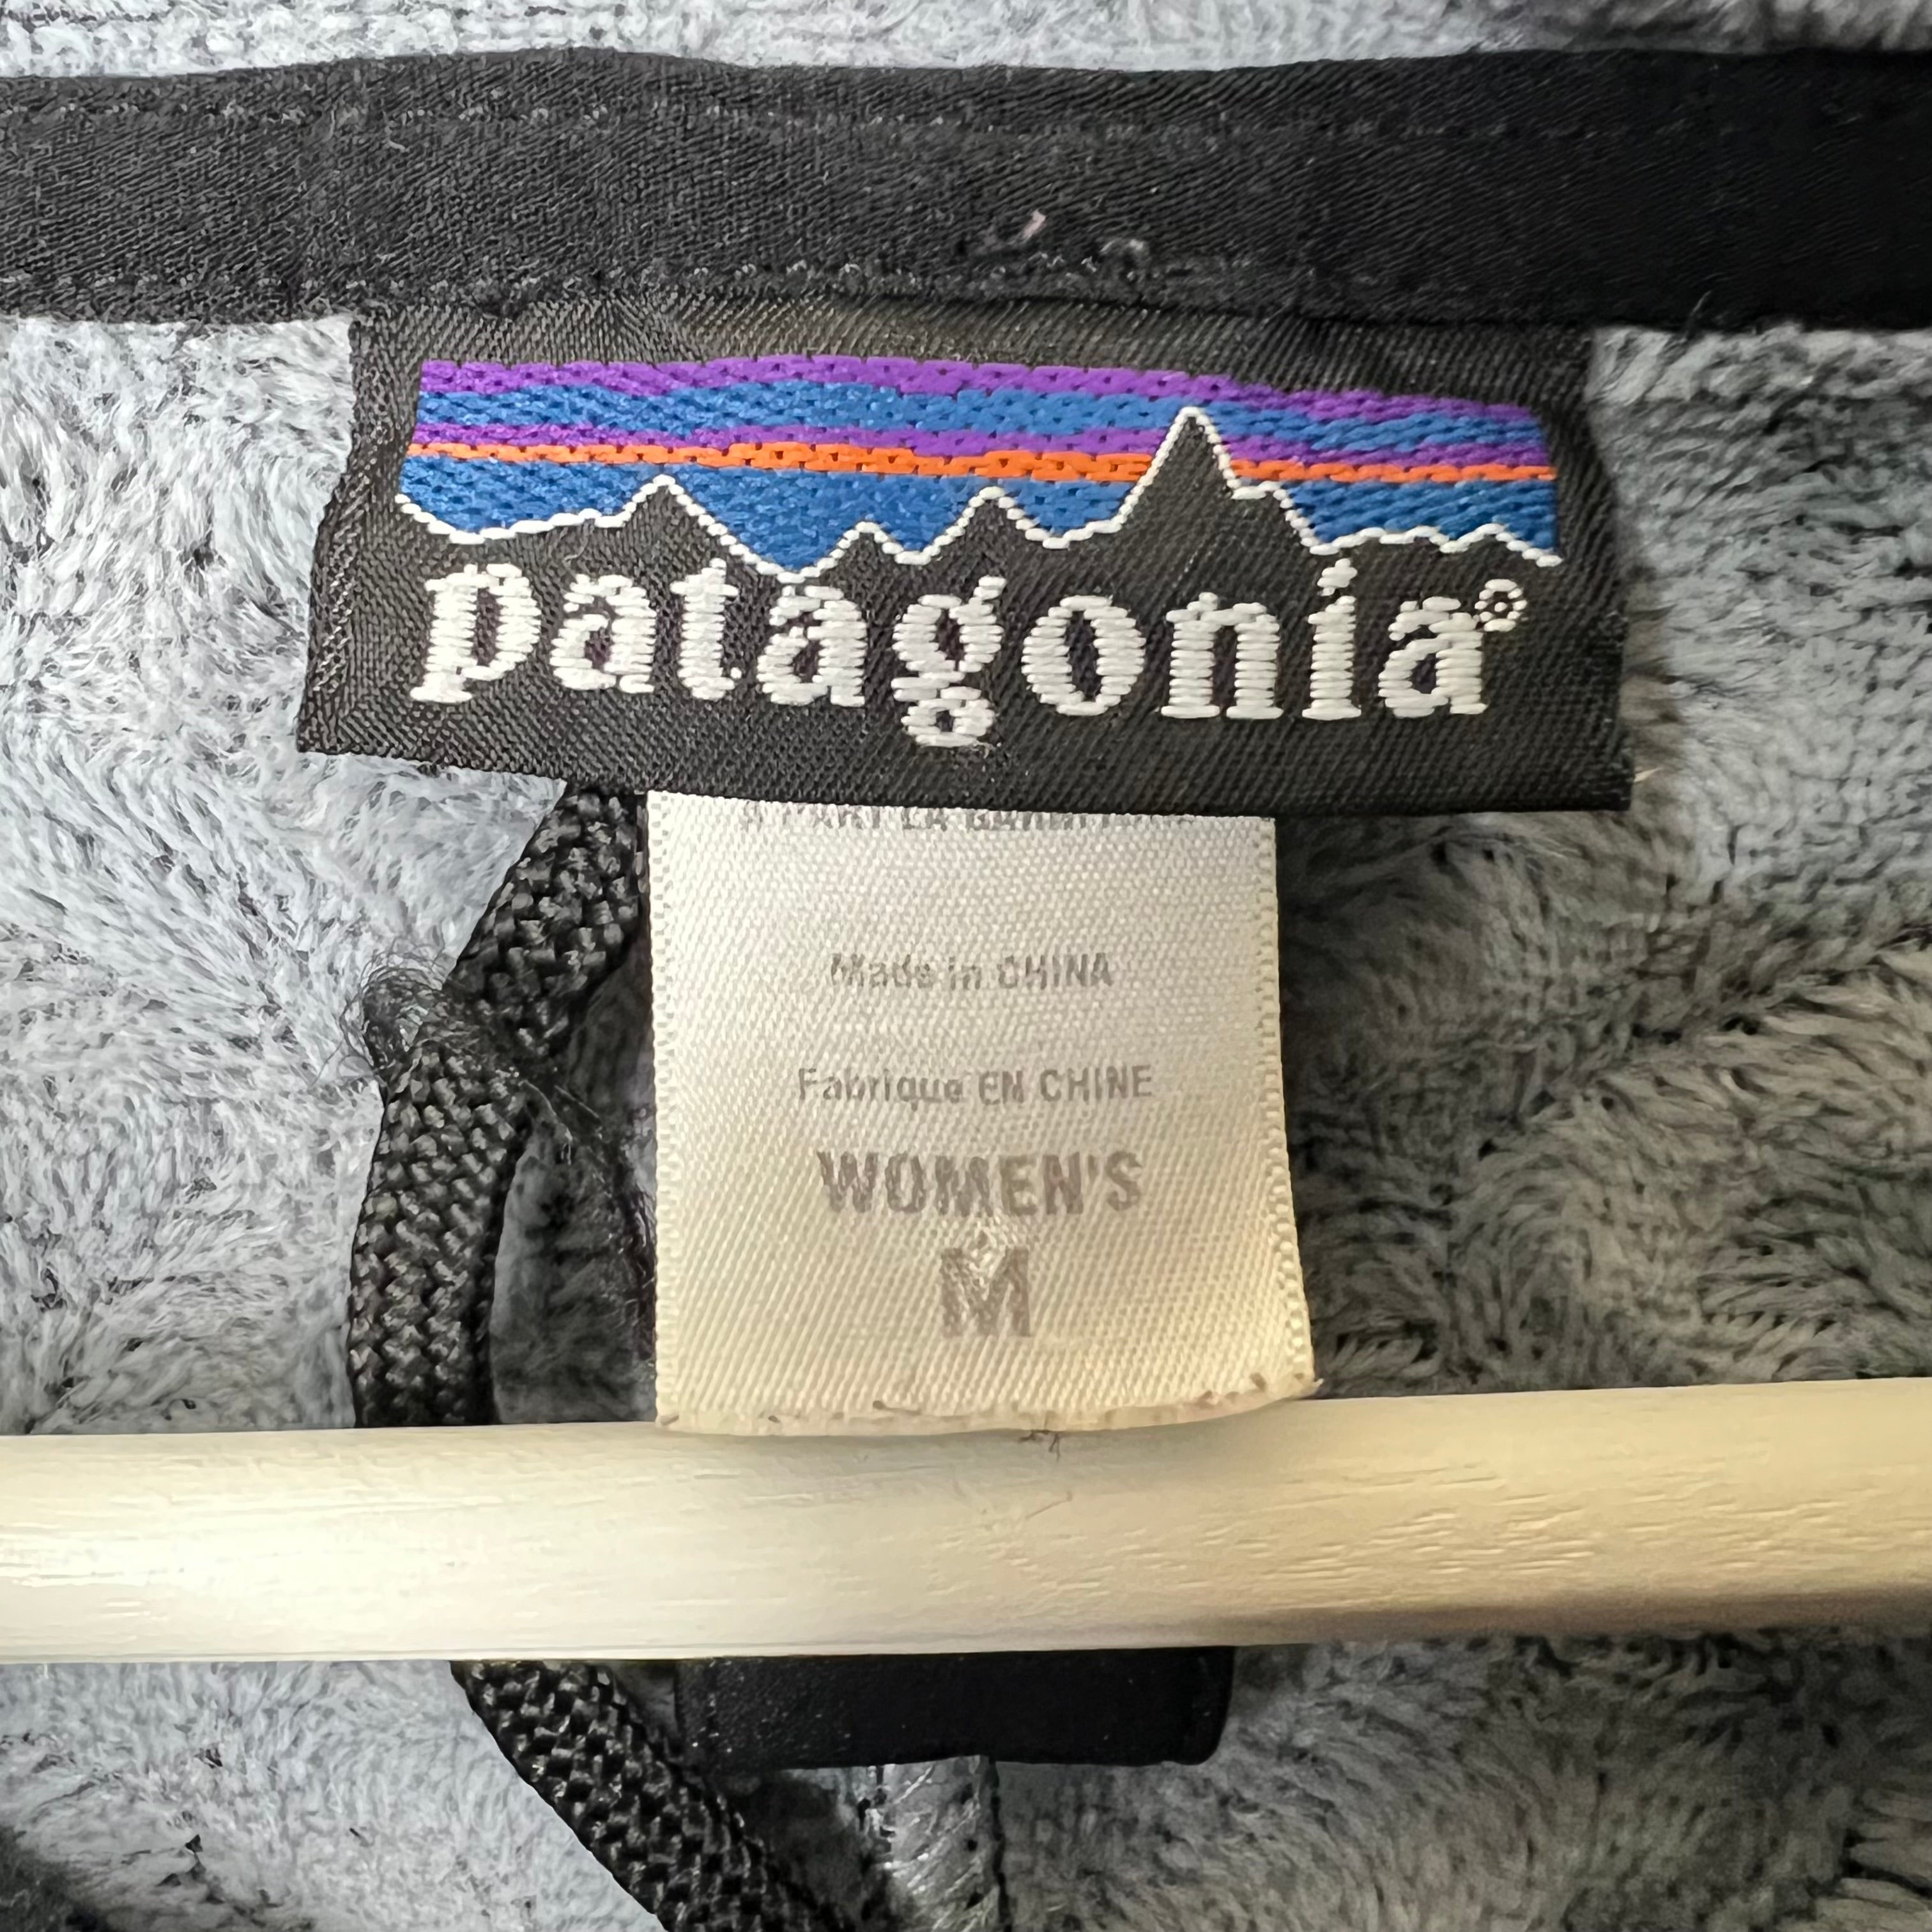 patagonia®
Made in CHINA
Fabrique EN CHINE
WOMEN'S
M